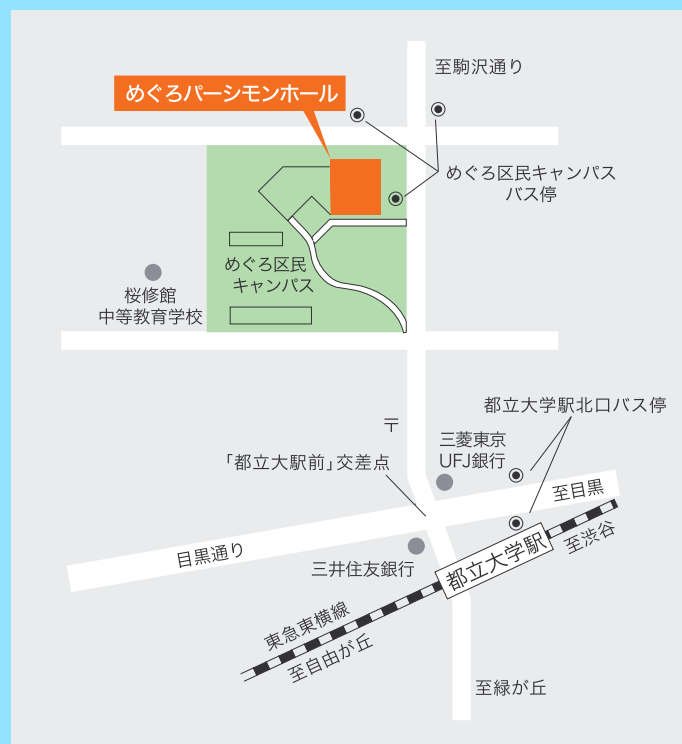 至駒沢通り
めぐろパーシモンホール
めぐろ区民キャンパス
バス停
めぐろ区民
キャンパス
桜修館
中等教育学校
都立大学駅北口バス停
〒
三菱東京
UFJ銀行
「都立大駅前」交差点
至目黒
目黒通り
至渋谷
三井住友銀行
都立大学駅
東急東横線
至自由が丘
至緑が丘